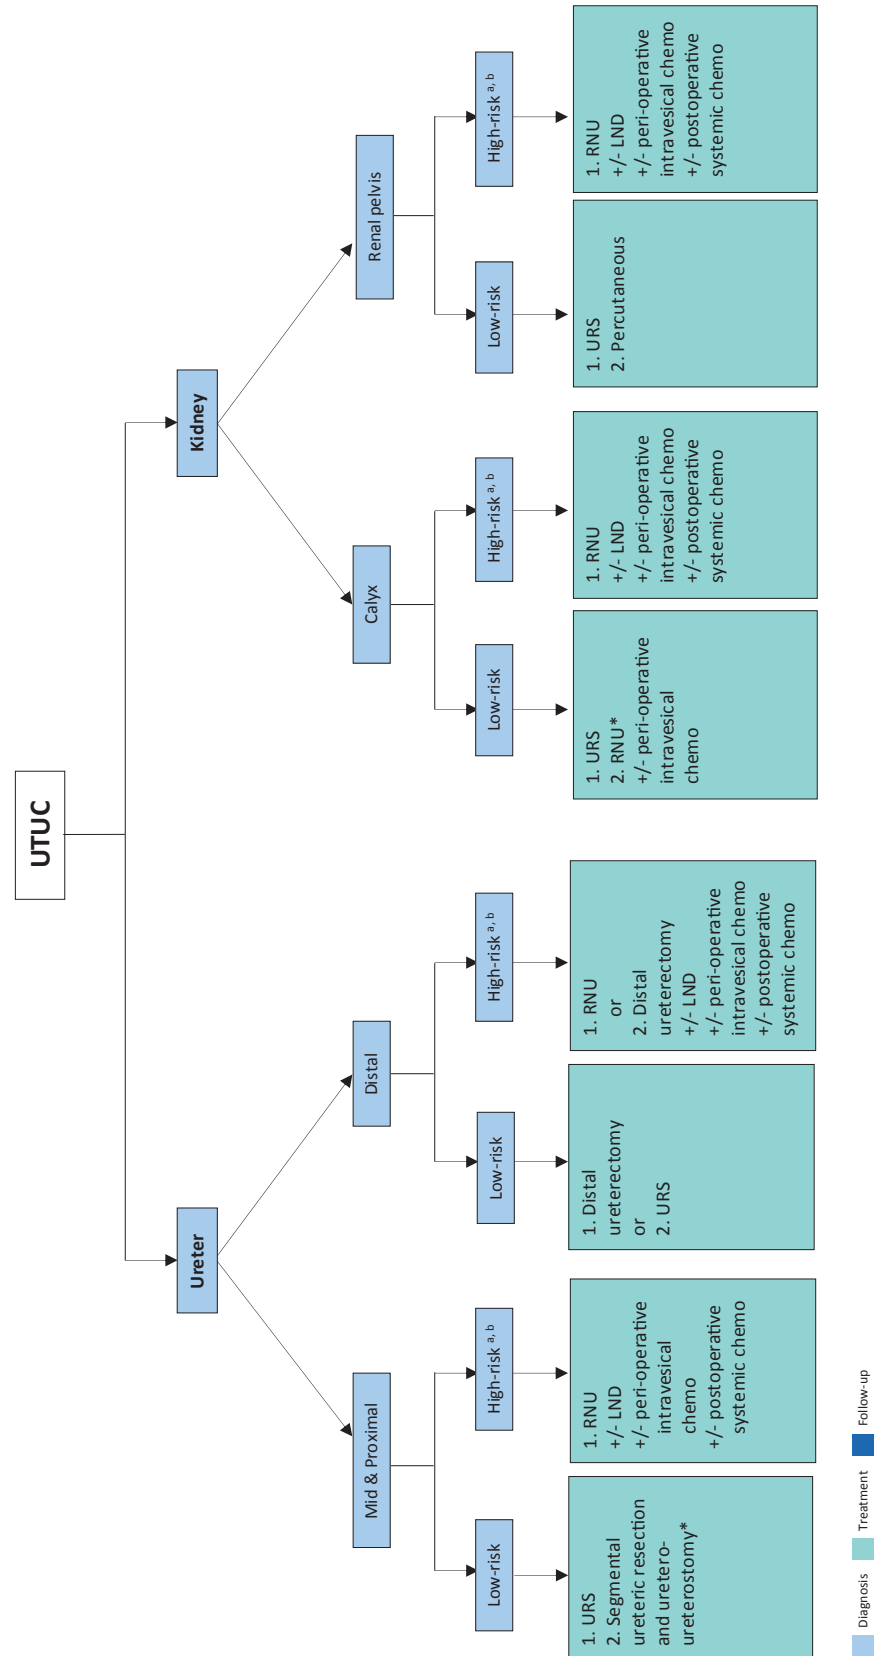 UTUC
Ureter
Kidney
Mid & Proximal
Distal
Calyx
Renal pelvis
Low-risk
High-risk a, b
Low-risk
High-risk a, b
Low-risk
High-risk a, b
Low-risk
High-risk a, b
1. URS
2. Segmental
ureteric resection
and uretero-
ureterostomy*
1. RNU
+/- LND
+/- peri-operative
intravesical
chemo
+/- postoperative
systemic chemo
1. Distal
ureterectomy
or
2. URS
1. RNU
or
2. Distal
ureterectomy
+/- LND
+/- peri-operative
intravesical chemo
+/- postoperative
systemic chemo
1. URS
2. RNU*
+/- peri-operative
intravesical
chemo
1. RNU
+/- LND
+/- peri-operative
intravesical chemo
+/- postoperative
systemic chemo
1. URS
2. Percutaneous
1. RNU
+/- LND
+/- peri-operative
intravesical chemo
+/- postoperative
systemic chemo
Diagnosis
Treatment
Follow-up